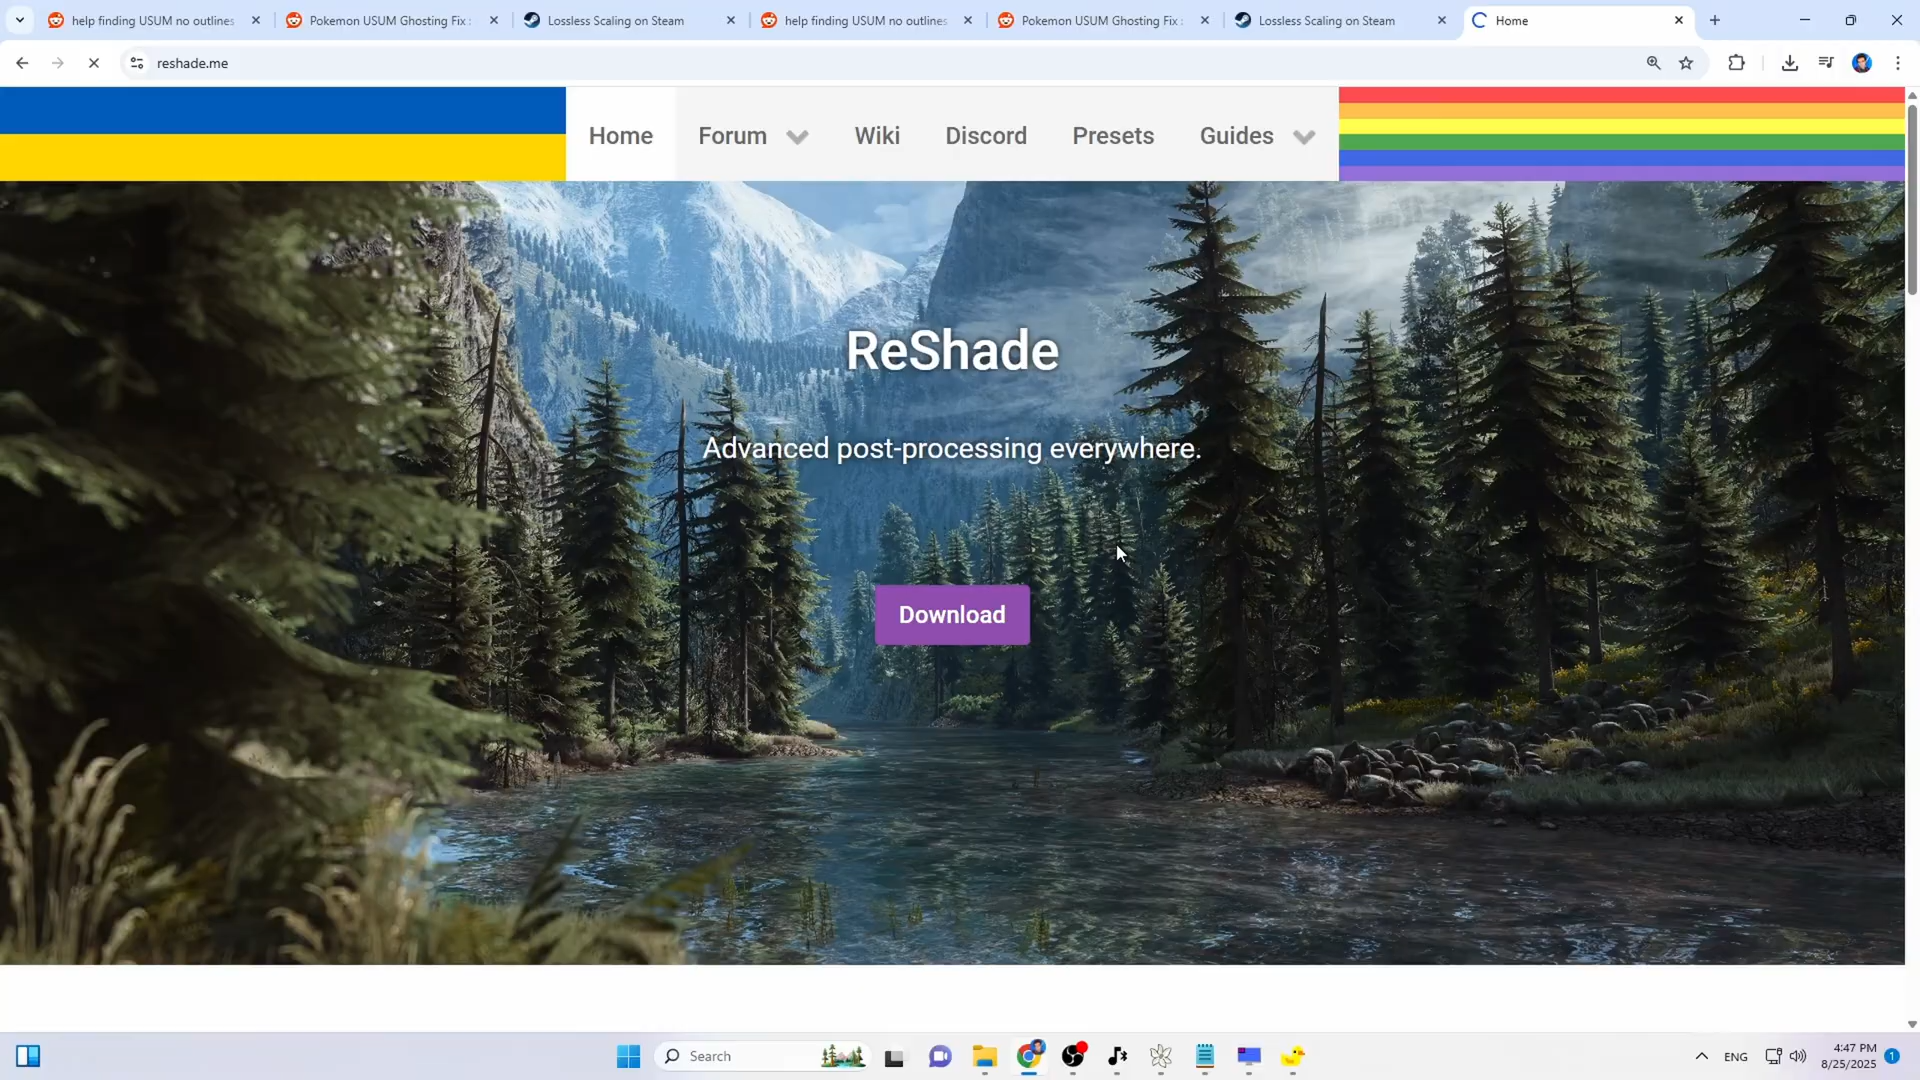 help finding USUM no outlines
Pokemon USUM Ghosting Fix :
Lossless Scaling on Steam
help finding USUM no outlines
Pokemon USUM Ghosting Fix :
Lossless Scaling on Steam
Home
reshade.me
Home
Forum
Wiki
Discord
Presets
Guides
ReShade
Advanced post-processing everywhere.
Download
Search
ENG
4:47 PM
8/25/2025
1